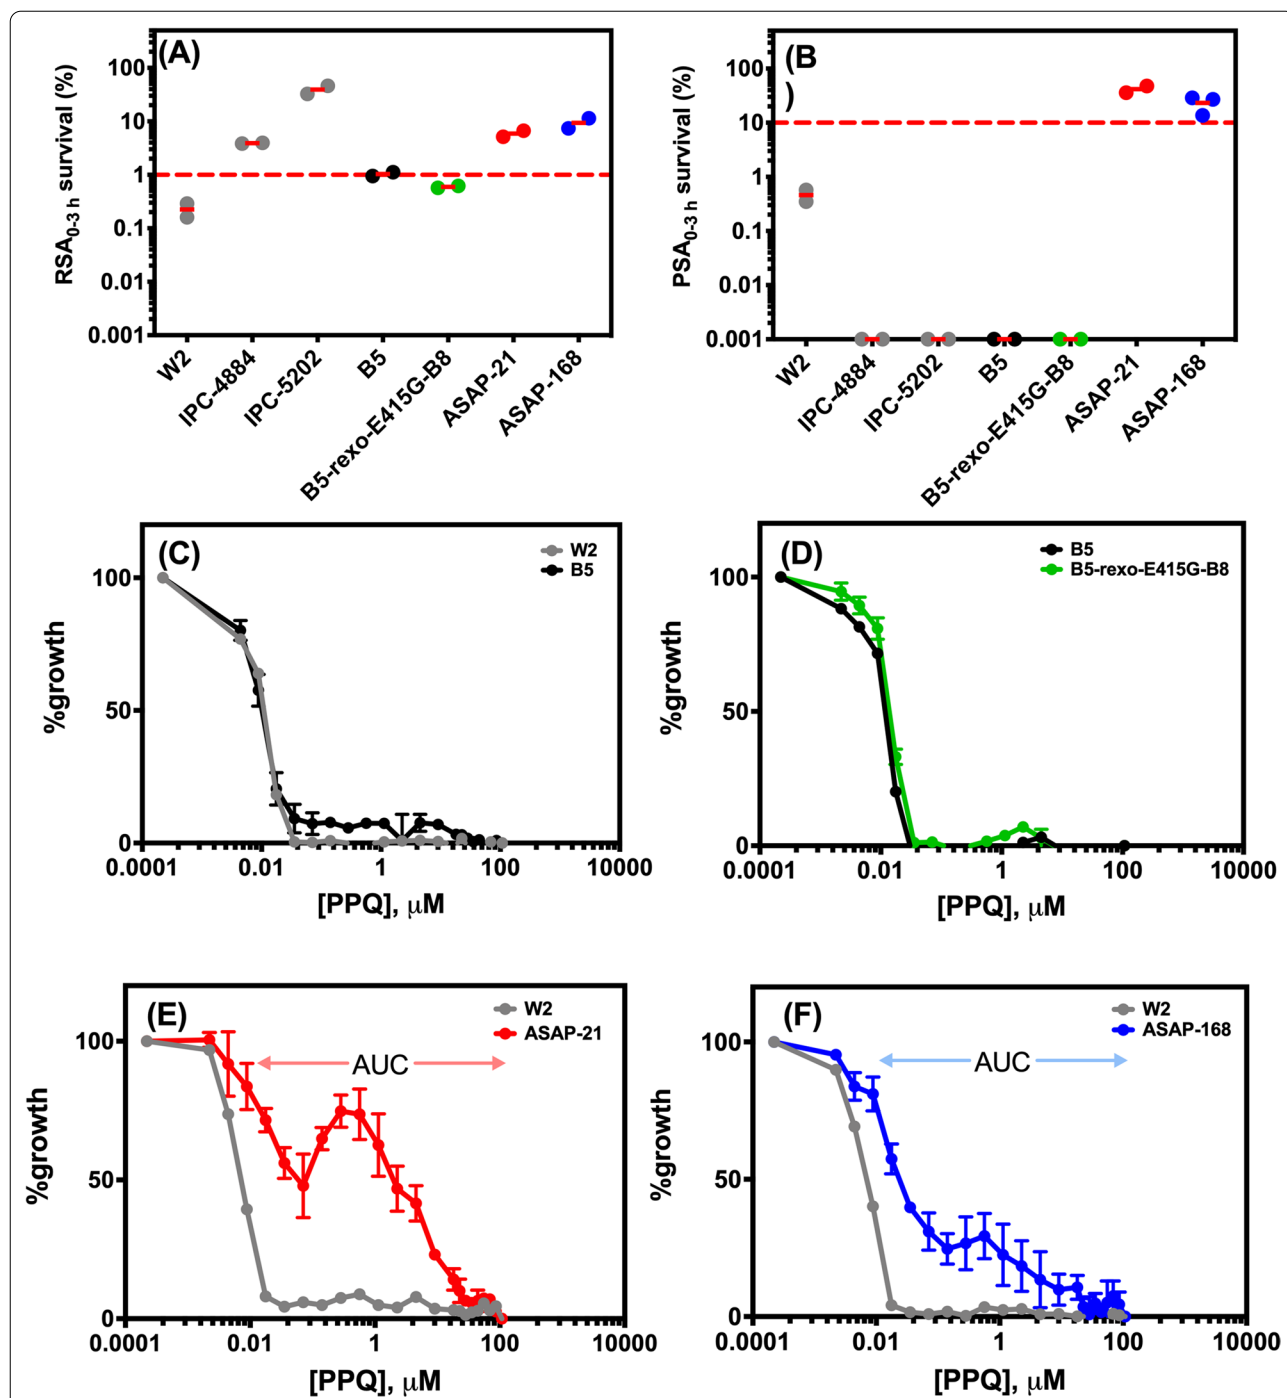 (A)
RSA0-3 h survival (%)
100
10
1
0.1
0.01
0.001
W2
IPC-4884
IPC-5202
B5
B5-rexo-E415G-B8
ASAP-21
ASAP-168
(B
)
PSA0-3 h survival (%)
100
10
1
0.1
0.01
0.001
W2
IPC-4884
IPC-5202
B5
B5-rexo-E415G-B8
ASAP-21
ASAP-168
(C)
W2
B5
%growth
100
50
0
0.0001 0.01 1 100 10000
[PPQ], μM
(D)
B5
B5-rexo-E415G-B8
%growth
100
50
0
0.0001 0.01 1 100 10000
[PPQ], μM
(E)
W2
ASAP-21
AUC
%growth
100
50
0
0.0001 0.01 1 100 10000
[PPQ], μM
(F)
W2
ASAP-168
AUC
%growth
100
50
0
0.0001 0.01 1 100 10000
[PPQ], μM